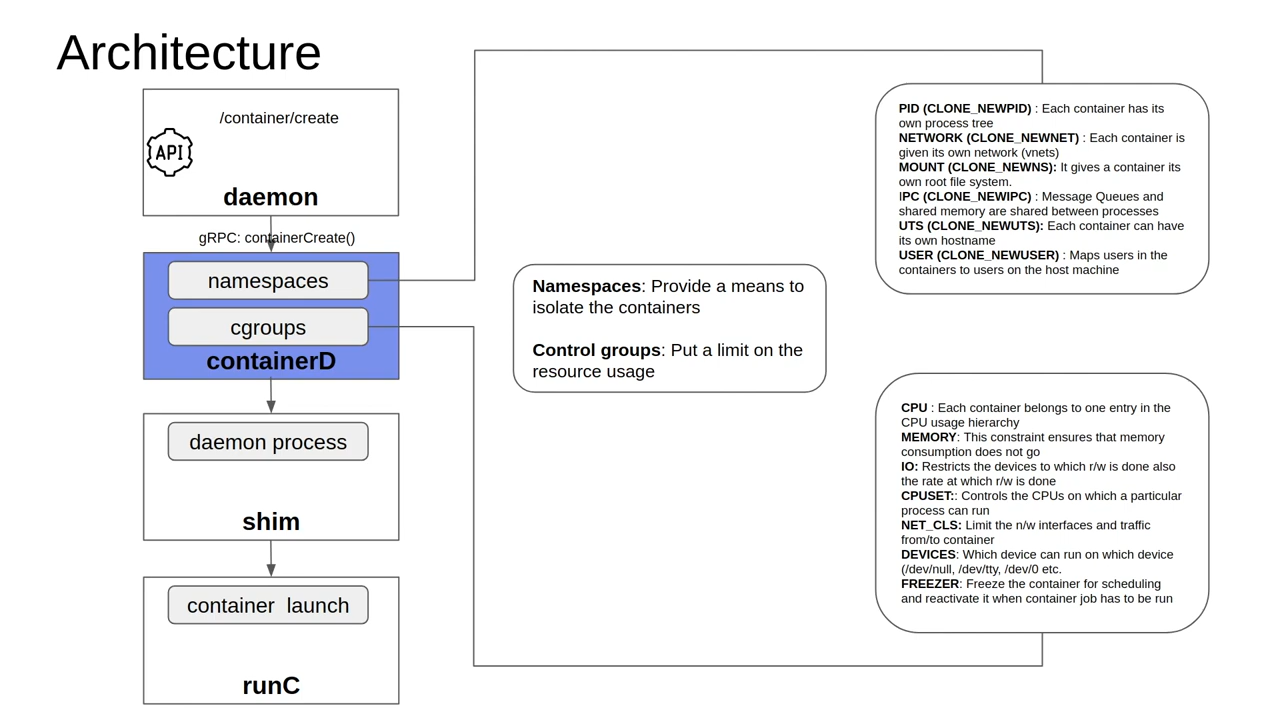 Architecture
/container/create
API
daemon
gRPC: containerCreate()
namespaces
cgroups
containerD
daemon process
shim
container  launch
runC
Namespaces: Provide a means to
isolate the containers
Control groups: Put a limit on the
resource usage
PID (CLONE_NEWPID) : Each container has its
own process tree
NETWORK (CLONE_NEWNET) : Each container is
given its own network (vnets)
MOUNT (CLONE_NEWNS): It gives a container its
own root file system.
IPC (CLONE_NEWIPC) : Message Queues and
shared memory are shared between processes
UTS (CLONE_NEWUTS): Each container can have
its own hostname
USER (CLONE_NEWUSER) : Maps users in the
containers to users on the host machine
CPU : Each container belongs to one entry in the
CPU usage hierarchy
MEMORY: This constraint ensures that memory
consumption does not go
IO: Restricts the devices to which r/w is done also
the rate at which r/w is done
CPUSET:: Controls the CPUs on which a particular
process can run
NET_CLS: Limit the n/w interfaces and traffic
from/to container
DEVICES: Which device can run on which device
(/dev/null, /dev/tty, /dev/0 etc.
FREEZER: Freeze the container for scheduling
and reactivate it when container job has to be run